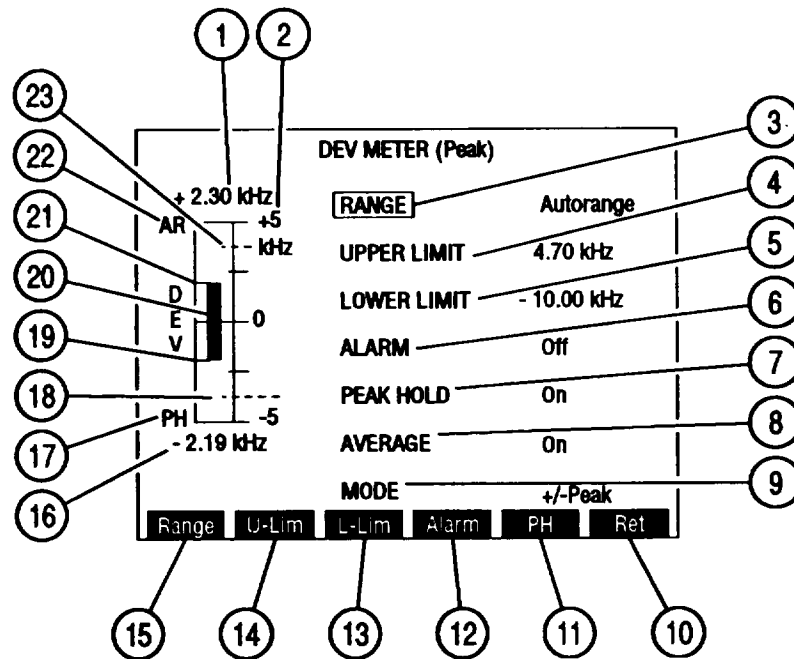 1
2
23
3
DEV METER (Peak)
22
+ 2.30 kHz
4
AR
+5
RANGE
Autorange
21
kHz
UPPER LIMIT
4.70 kHz
5
20
D
E
V
0
LOWER LIMIT
- 10.00 kHz
6
19
ALARM
Off
7
18
PEAK HOLD
On
PH
-5
8
17
- 2.19 kHz
AVERAGE
On
9
16
MODE
+/-Peak
Range
U-Lim
L-Lim
Alarm
PH
Ret
15
14
13
12
11
10